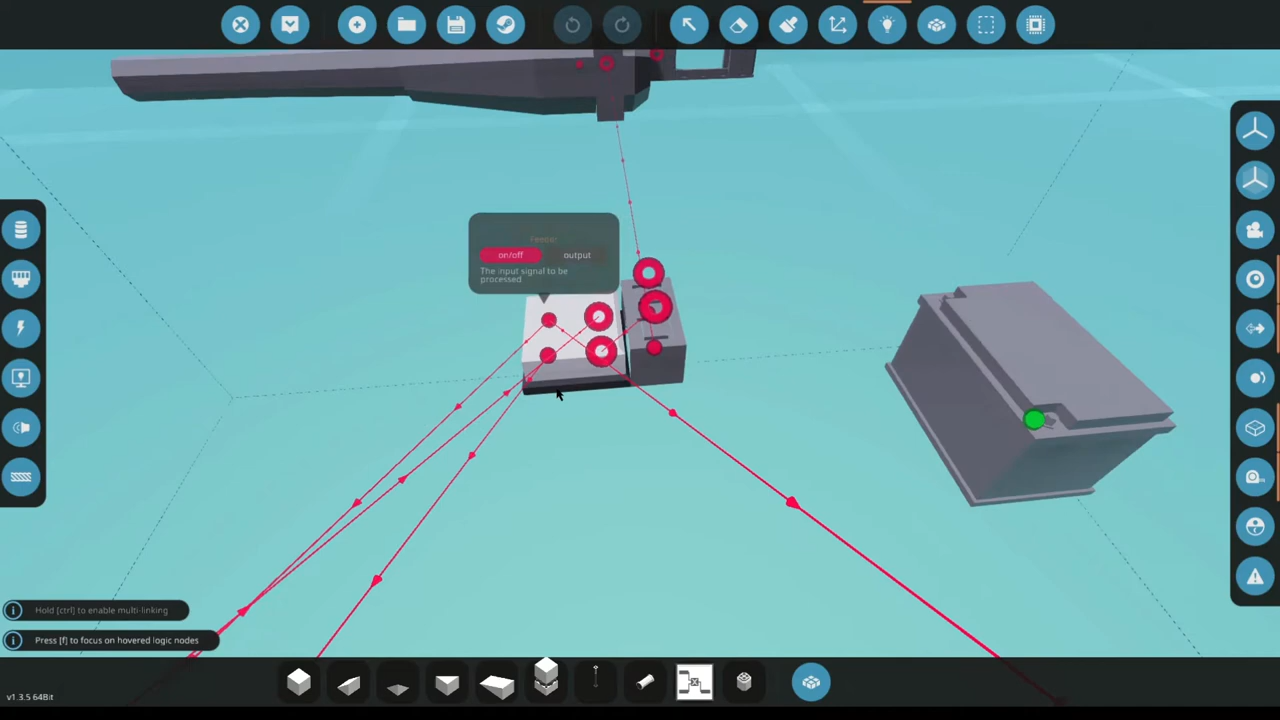 on/off output
The input signal to be
processed
Hold [ctrl] to enable multi-linking
Press [f] to focus on hovered logic nodes
v1.3.5 64Bit